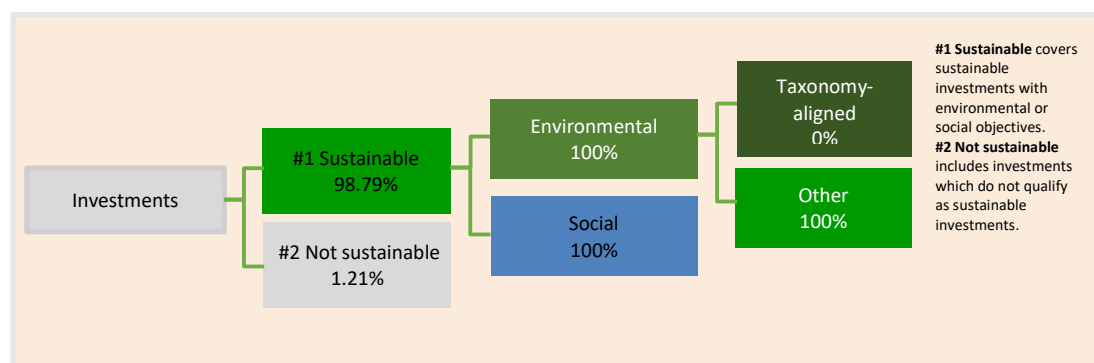 Investments
#1 Sustainable
98.79%
#2 Not sustainable
1.21%
Environmental
100%
Social
100%
Taxonomy-
aligned
0%
Other
100%
#1 Sustainable covers
sustainable
investments with
environmental or
social objectives.
#2 Not sustainable
includes investments
which do not qualify
as sustainable
investments.